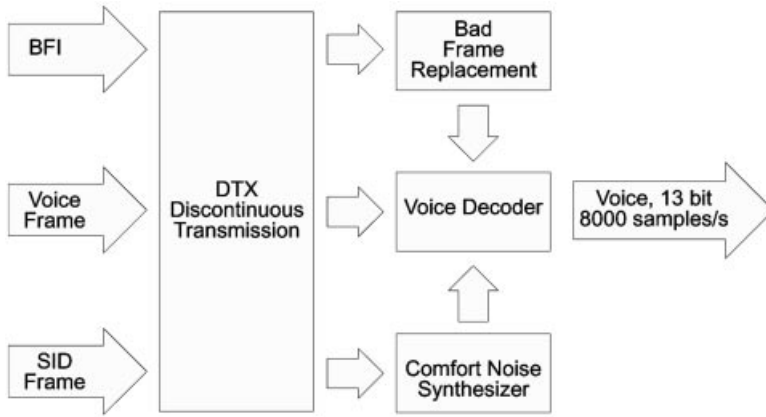 BFI
Bad
Frame
Replacement
Voice
Frame
DTX
Discontinuous
Transmission
Voice Decoder
Voice, 13 bit
8000 samples/s
SID
Frame
Comfort Noise
Synthesizer